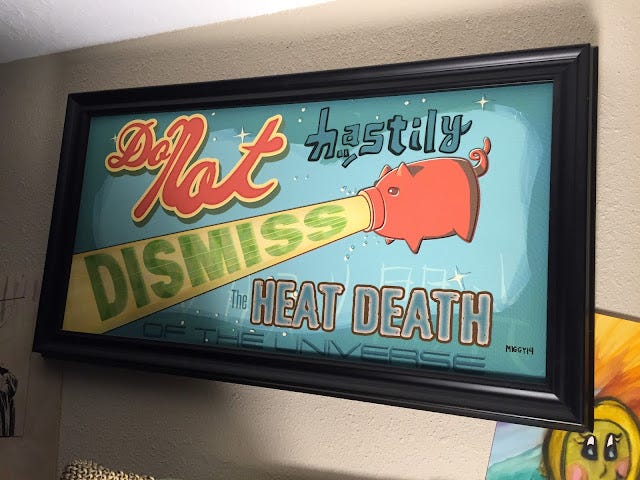 Do Not hastily
DISMISS
The HEAT DEATH
OF THE UNIVERSE
MIGGY14